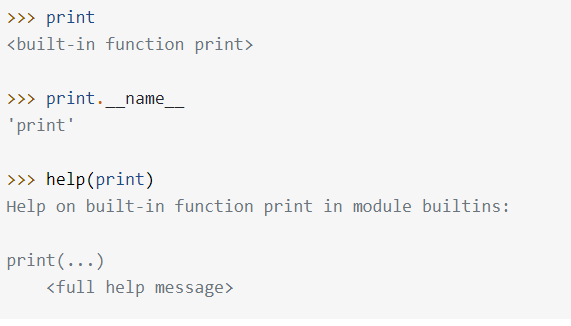 >>> print
<built-in function print>
>>> print.__name__
'print'
>>> help(print)
Help on built-in function print in module builtins:
print(...)
    <full help message>